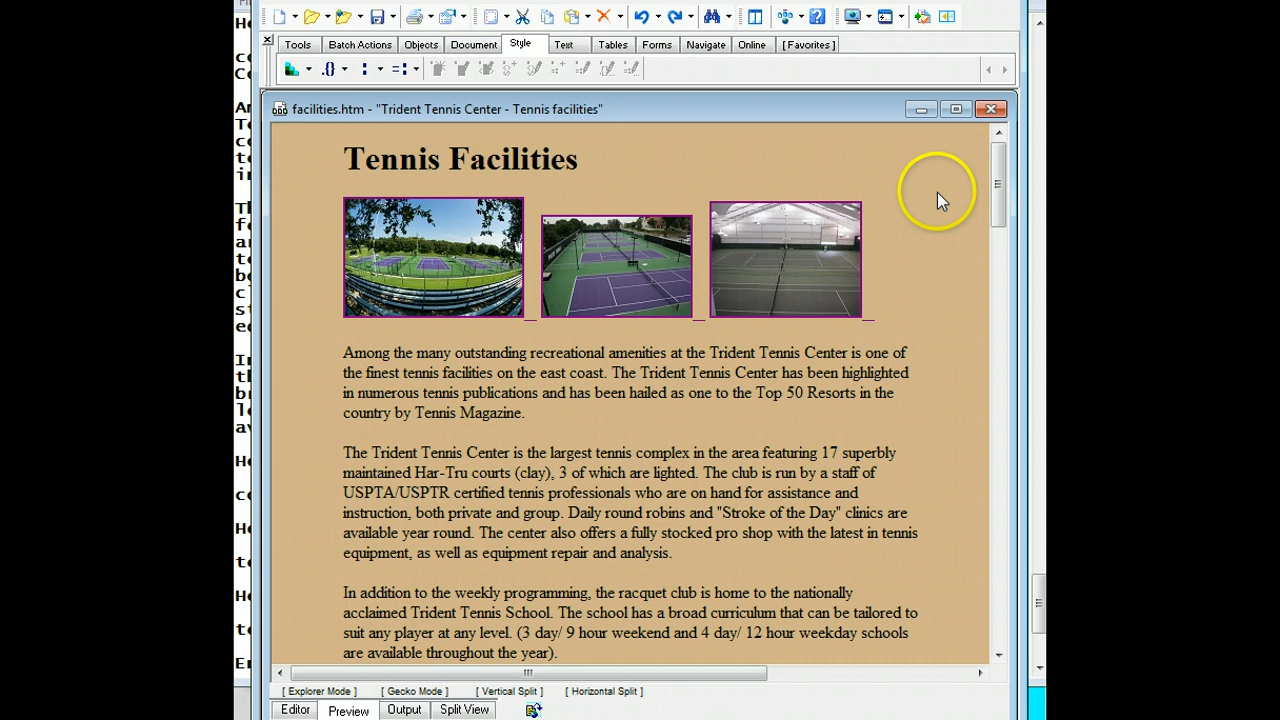 Tools Batch Actions Objects Document Style Text Tables Forms Navigate Online [ Favorites ]
facilities.htm - "Trident Tennis Center - Tennis facilities"
Tennis Facilities
Among the many outstanding recreational amenities at the Trident Tennis Center is one of
the finest tennis facilities on the east coast. The Trident Tennis Center has been highlighted
in numerous tennis publications and has been hailed as one to the Top 50 Resorts in the
country by Tennis Magazine.
The Trident Tennis Center is the largest tennis complex in the area featuring 17 superbly
maintained Har-Tru courts (clay), 3 of which are lighted. The club is run by a staff of
USPTA/USPTR certified tennis professionals who are on hand for assistance and
instruction, both private and group. Daily round robins and "Stroke of the Day" clinics are
available year round. The center also offers a fully stocked pro shop with the latest in tennis
equipment, as well as equipment repair and analysis.
In addition to the weekly programming, the racquet club is home to the nationally
acclaimed Trident Tennis School. The school has a broad curriculum that can be tailored to
suit any player at any level. (3 day/ 9 hour weekend and 4 day/ 12 hour weekday schools
are available throughout the year).
[ Explorer Mode ] [ Gecko Mode ] [ Vertical Split ] [ Horizontal Split ]
Editor Preview Output Split View